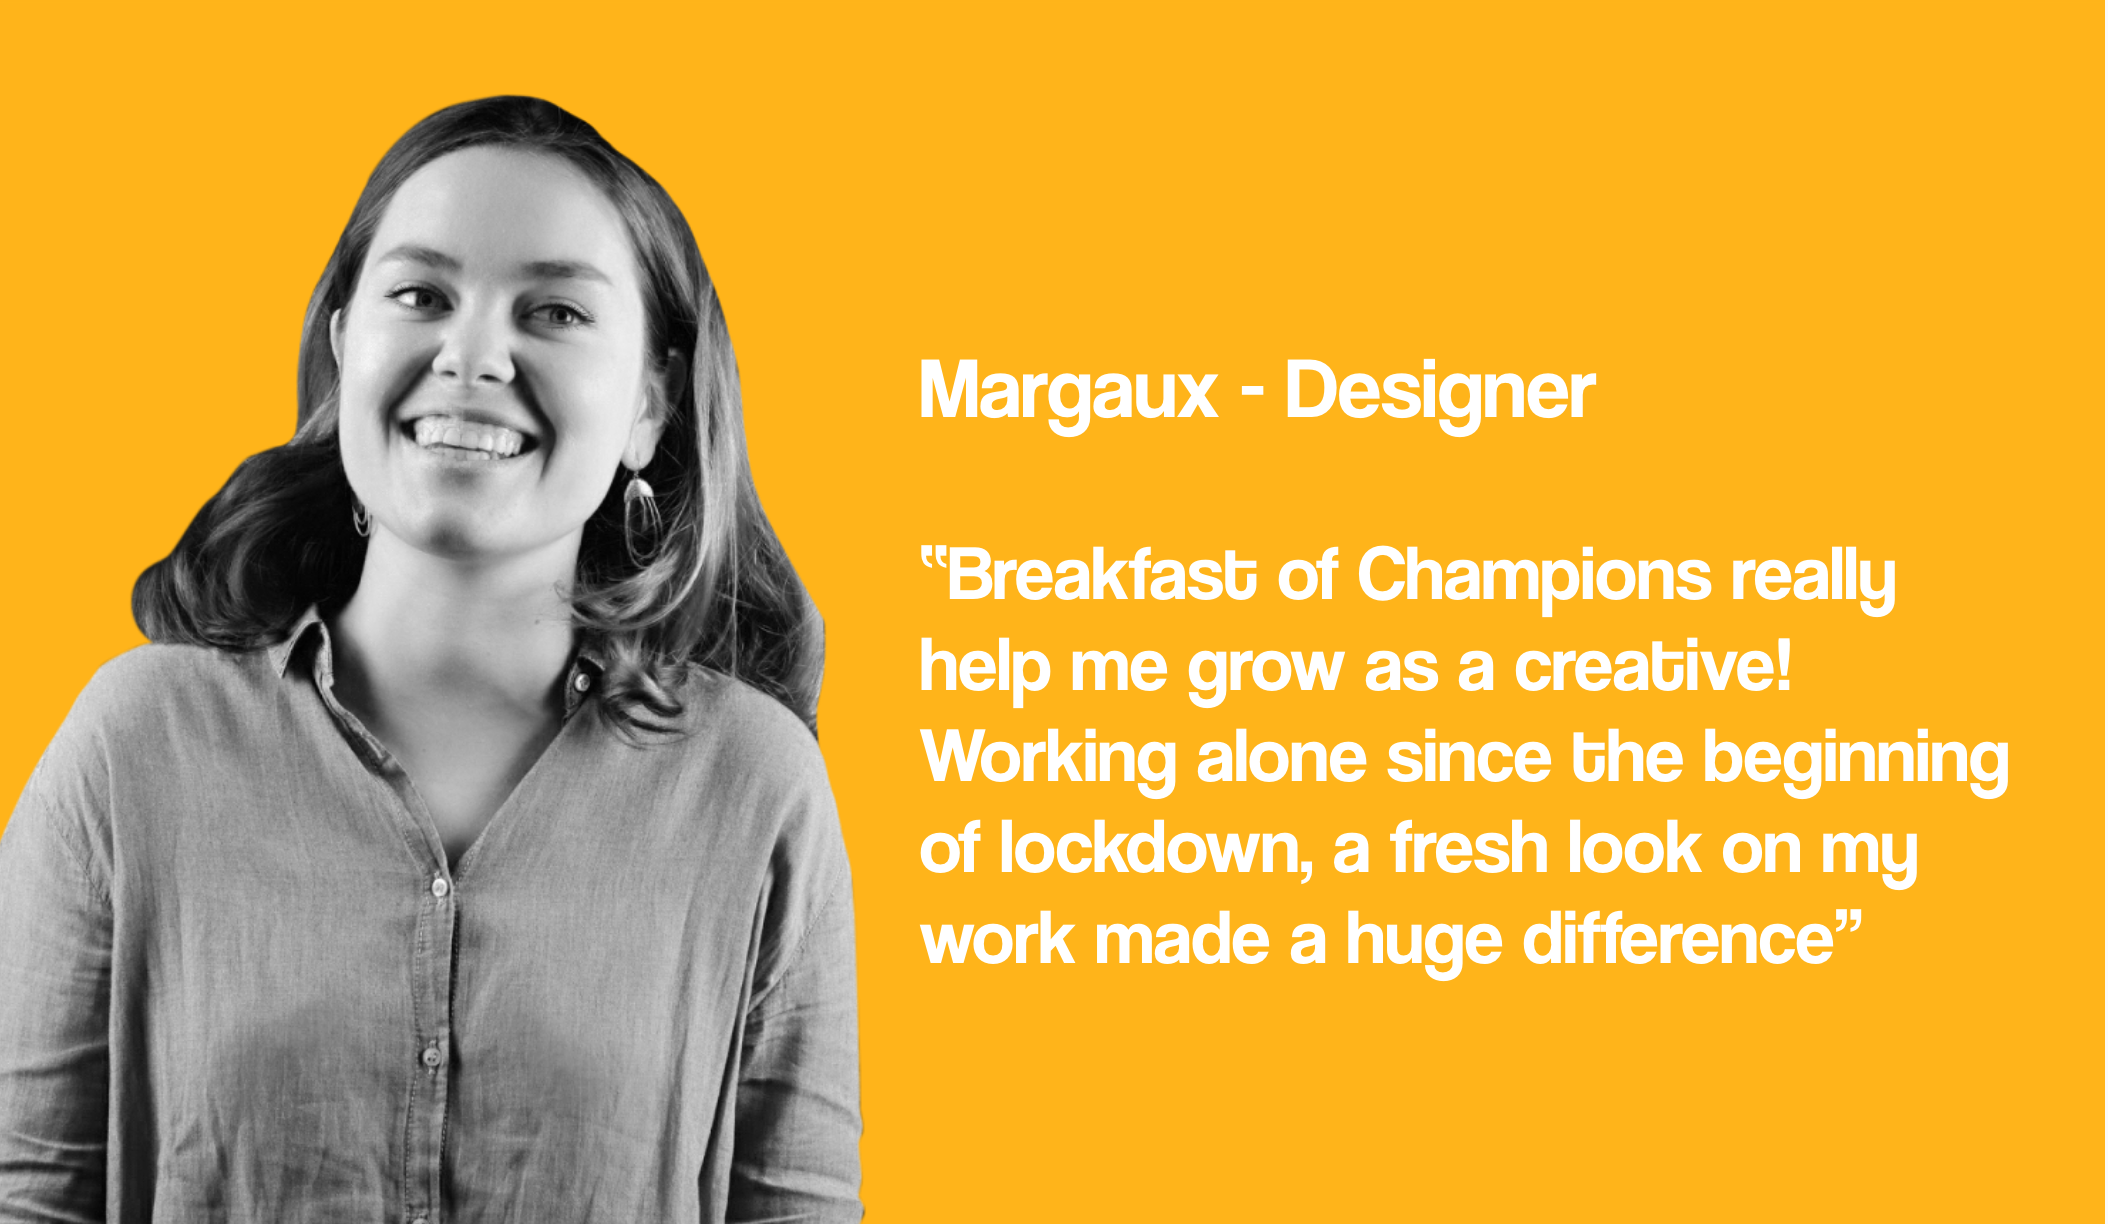 Margaux - Designer
“Breakfast of Champions really
help me grow as a creative!
Working alone since the beginning
of lockdown, a fresh look on my
work made a huge difference”